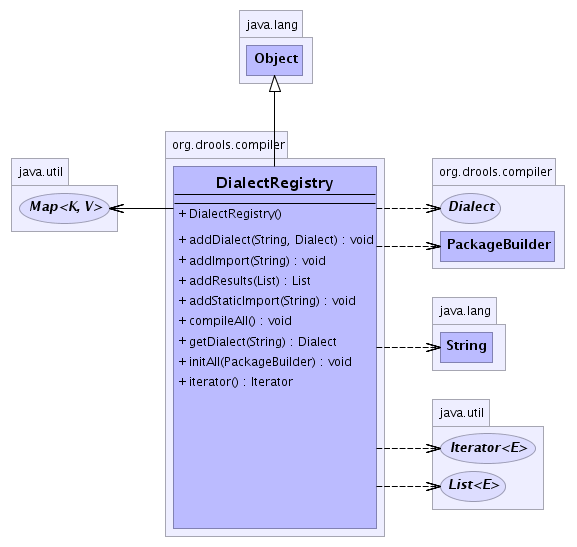 java.lang
Object
org.drools.compiler
java.util
Map<K, V>
DialectRegistry
+ DialectRegistry()
+ addDialect(String, Dialect) : void
+ addImport(String) : void
+ addResults(List) : List
+ addStaticImport(String) : void
+ compileAll() : void
+ getDialect(String) : Dialect
+ initAll(PackageBuilder) : void
+ iterator() : Iterator
org.drools.compiler
Dialect
PackageBuilder
java.lang
String
java.util
Iterator<E>
List<E>